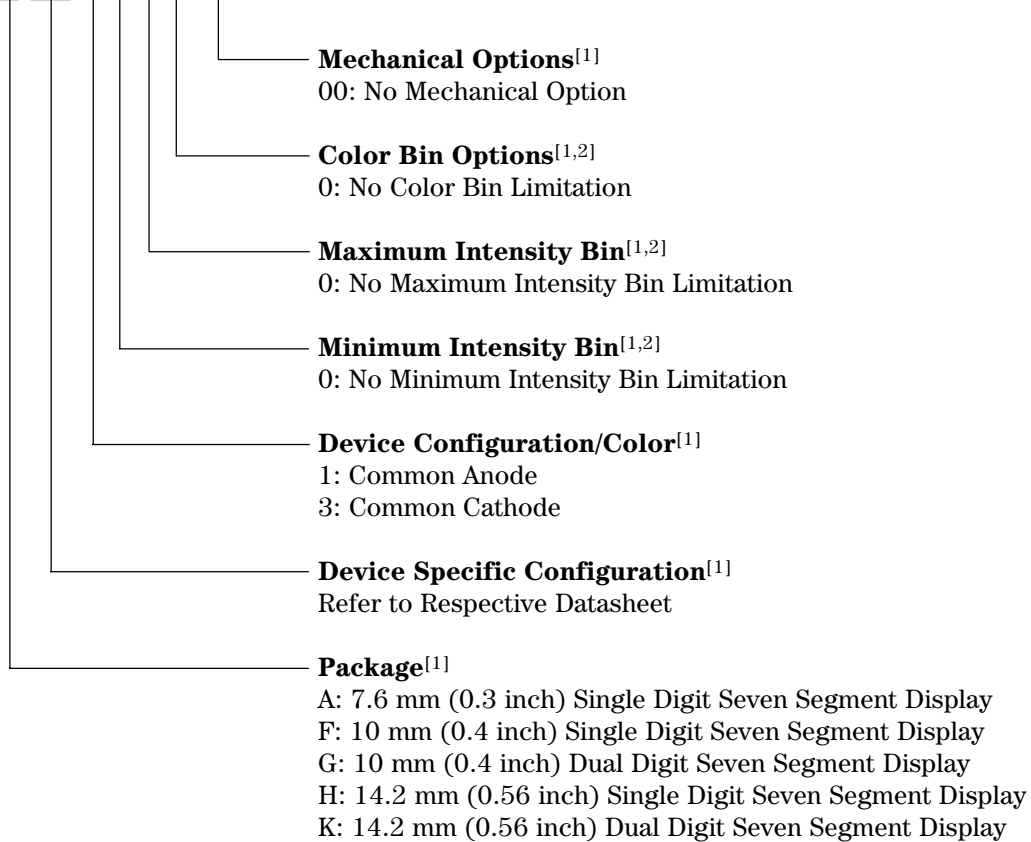 Mechanical Options[1]
00: No Mechanical Option
Color Bin Options[1,2]
0: No Color Bin Limitation
Maximum Intensity Bin[1,2]
0: No Maximum Intensity Bin Limitation
Minimum Intensity Bin[1,2]
0: No Minimum Intensity Bin Limitation
Device Configuration/Color[1]
1: Common Anode
3: Common Cathode
Device Specific Configuration[1]
Refer to Respective Datasheet
Package[1]
A: 7.6 mm (0.3 inch) Single Digit Seven Segment Display
F: 10 mm (0.4 inch) Single Digit Seven Segment Display
G: 10 mm (0.4 inch) Dual Digit Seven Segment Display
H: 14.2 mm (0.56 inch) Single Digit Seven Segment Display
K: 14.2 mm (0.56 inch) Dual Digit Seven Segment Display